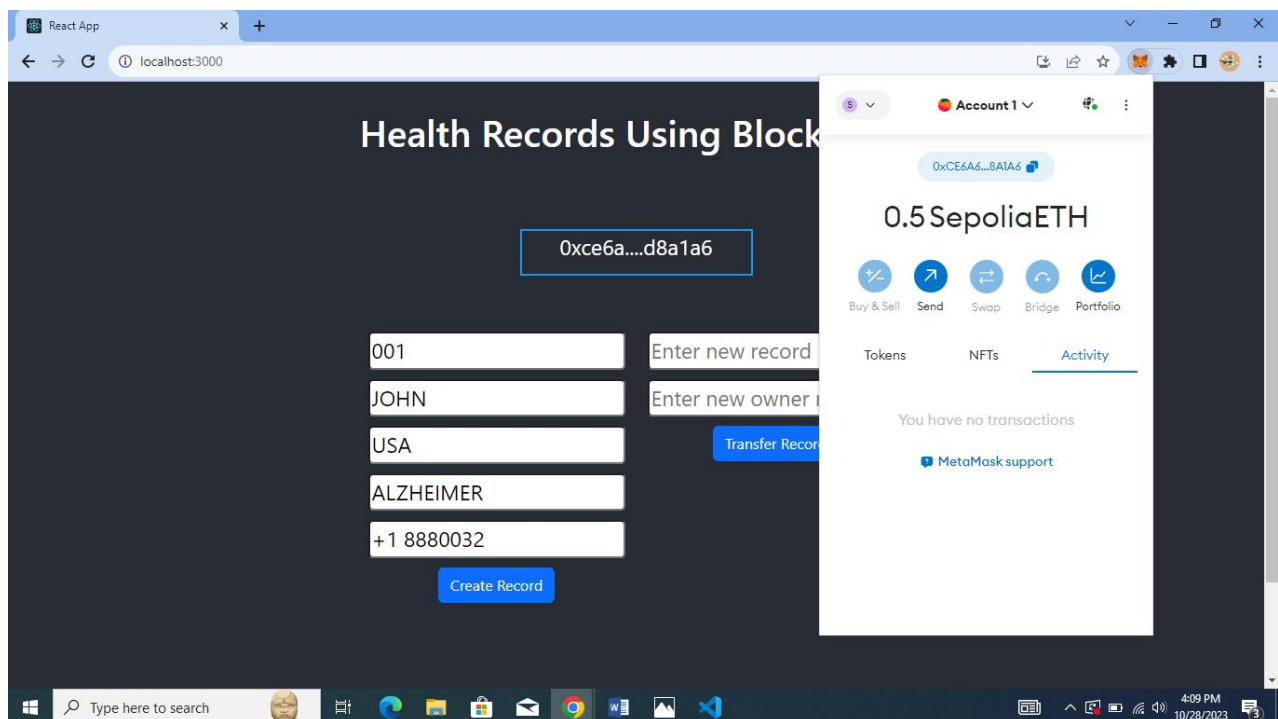 React App
localhost:3000
Health Records Using Block
0xce6a....d8a1a6
001
JOHN
USA
ALZHEIMER
+1 8880032
Create Record
Enter new record
Enter new owner
Transfer Recor
S
Account 1
0xCE6A6...8A1A6
0.5 SepoliaETH
Buy & Sell Send Swap Bridge Portfolio
Tokens NFTs Activity
You have no transactions
MetaMask support
Type here to search
4:09 PM
10/28/2023
3